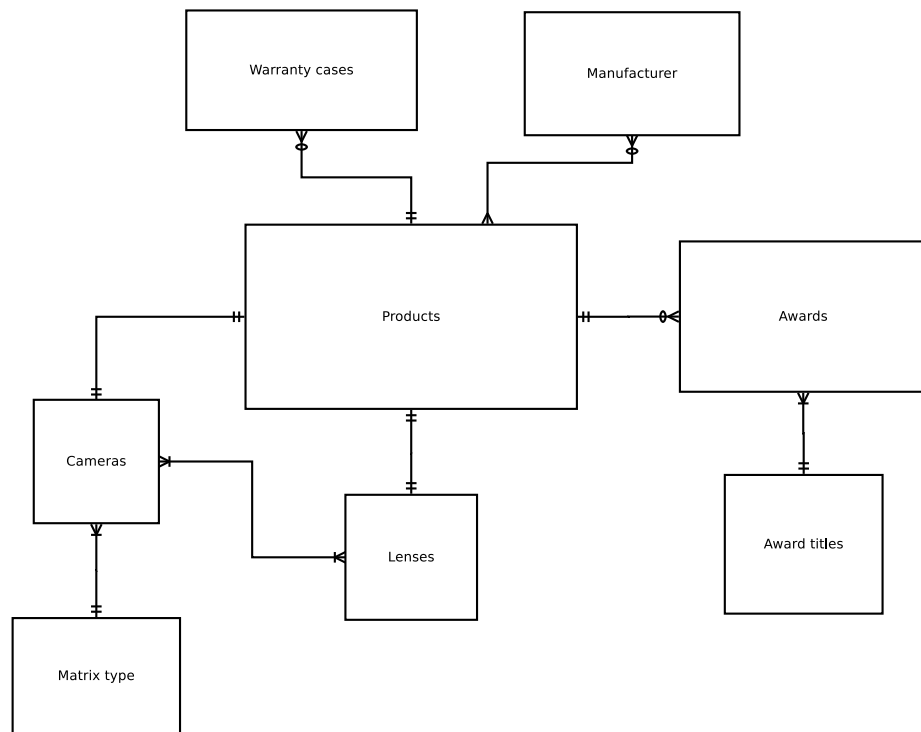 Warranty cases
Manufacturer
Products
Awards
Cameras
Lenses
Award titles
Matrix type